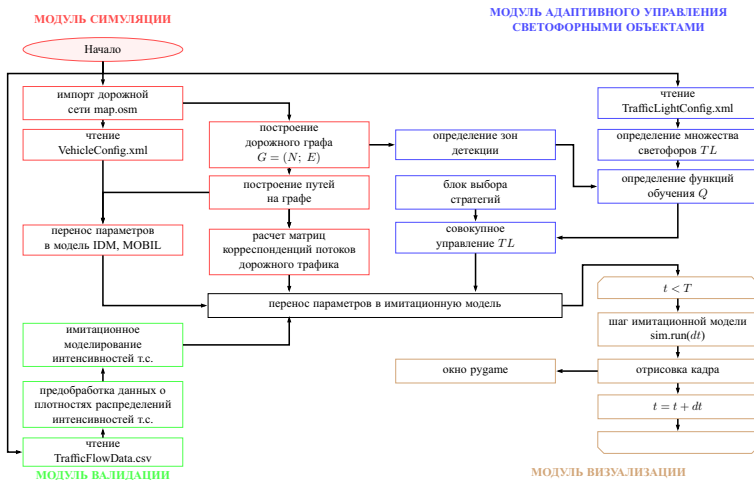 МОДУЛЬ СИМУЛЯЦИИ
МОДУЛЬ АДАПТИВНОГО УПРАВЛЕНИЯ
СВЕТОФОРНЫМИ ОБЪЕКТАМИ
Начало
импорт дорожной
сети map.osm
чтение
VehicleConfig.xml
построение
дорожного графа
G = (N; E)
построение путей
на графе
перенос параметров
в модель IDM, MOBIL
расчет матриц
корреспонденций потоков
дорожного трафика
определение зон
детекции
блок выбора
стратегий
совокупное
управление TL
чтение
TrafficLightConfig.xml
определение множества
светофоров TL
определение функций
обучения Q
перенос параметров в имитационную модель
t < T
шаг имитационной модели
sim.run(dt)
отрисовка кадра
окно pygame
t = t + dt
имитационное
моделирование
интенсивностей т.с.
предобработка данных о
плотностях распределений
интенсивностей т.с.
чтение
TrafficFlowData.csv
МОДУЛЬ ВАЛИДАЦИИ
МОДУЛЬ ВИЗУАЛИЗАЦИИ